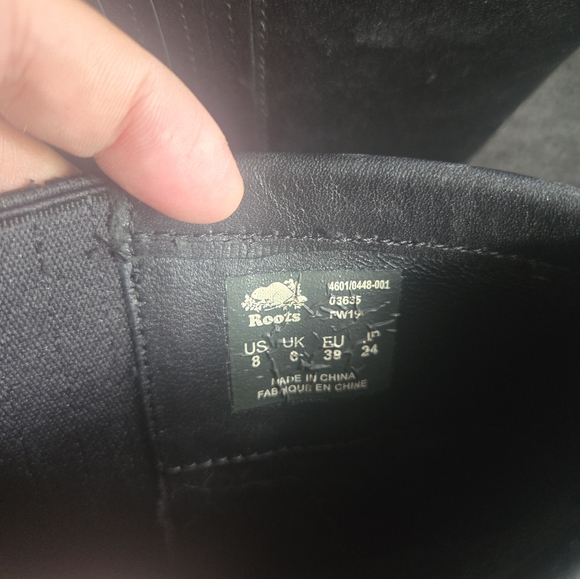 4601/0448-001
03635
FW19
Roots
US UK EU
8 6 39 24
MADE IN CHINA
FABRIQUE EN CHINE